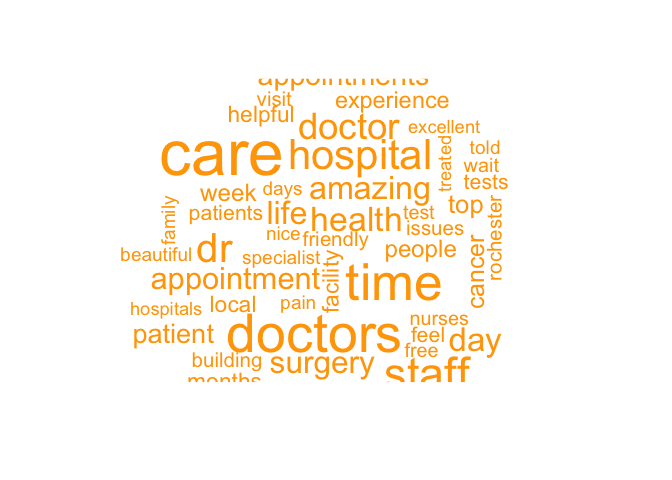 appointments
visit experience
helpful doctor excellent
care hospital treated told
wait
week days amazing tests
family patients life health test top rochester
nice friendly issues
beautiful dr specialist people cancer
appointment facility time
hospitals local pain
patient doctors nurses
feel day
building surgery free
months staff